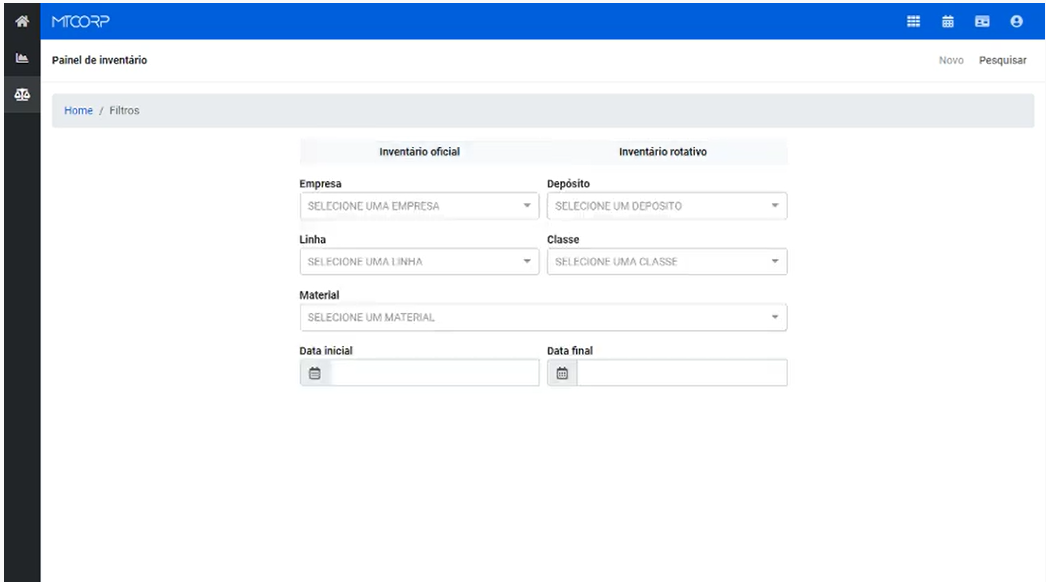 MTCORP
Painel de inventário
Novo Pesquisar
Home / Filtros
Inventário oficial Inventário rotativo
Empresa Depósito
SELECIONE UMA EMPRESA SELECIONE UM DEPOSITO
Linha Classe
SELECIONE UMA LINHA SELECIONE UMA CLASSE
Material
SELECIONE UM MATERIAL
Data inicial Data final